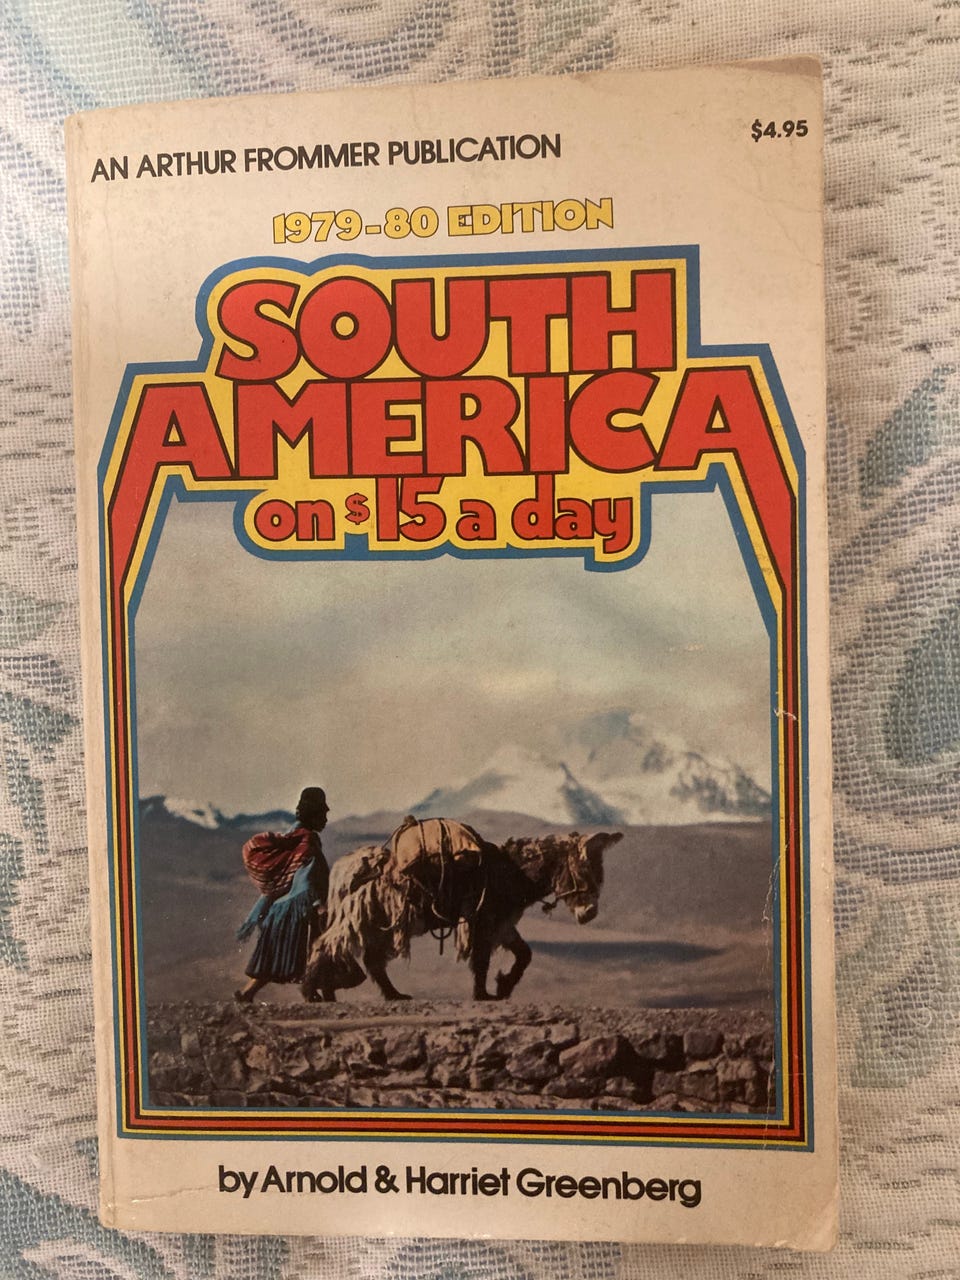 AN ARTHUR FROMMER PUBLICATION
$4.95
1979-80 EDITION
SOUTH
AMERICA
on $15 a day
by Arnold & Harriet Greenberg